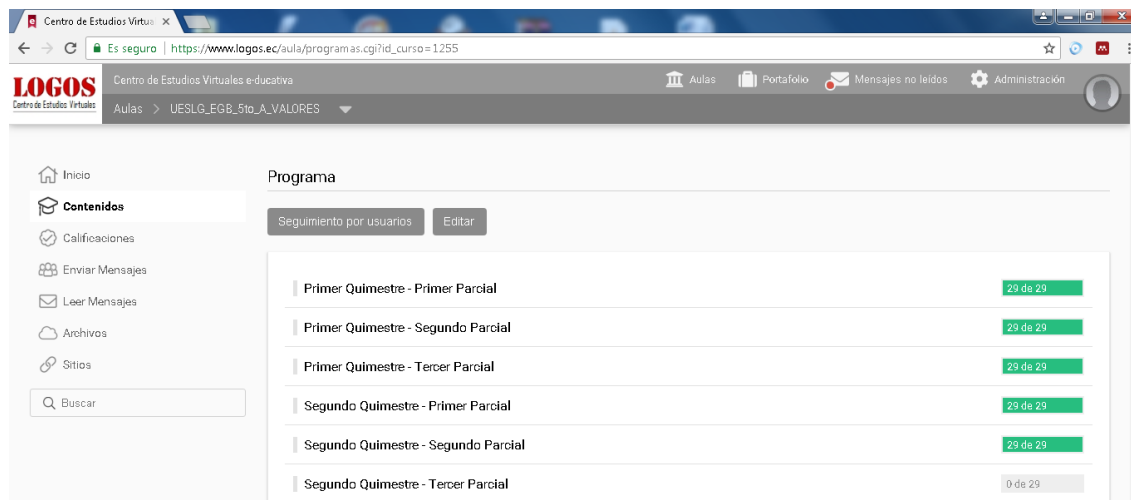 Centro de Estudios Virtua
Es seguro | https://www.logos.ec/aula/programas.cgi?id_curso=1255
LOGOS
Centro de Estudios Virtuales
Centro de Estudios Virtuales e-ducativa
Aulas
Portafolio
Mensajes no leídos
Administración
Aulas > UESLG_EGB_5to_A_VALORES
Inicio
Contenidos
Calificaciones
Enviar Mensajes
Leer Mensajes
Archivos
Sitios
Buscar
Programa
Seguimiento por usuarios
Editar
Primer Quimestre - Primer Parcial 29 de 29
Primer Quimestre - Segundo Parcial 29 de 29
Primer Quimestre - Tercer Parcial 29 de 29
Segundo Quimestre - Primer Parcial 29 de 29
Segundo Quimestre - Segundo Parcial 29 de 29
Segundo Quimestre - Tercer Parcial 0 de 29